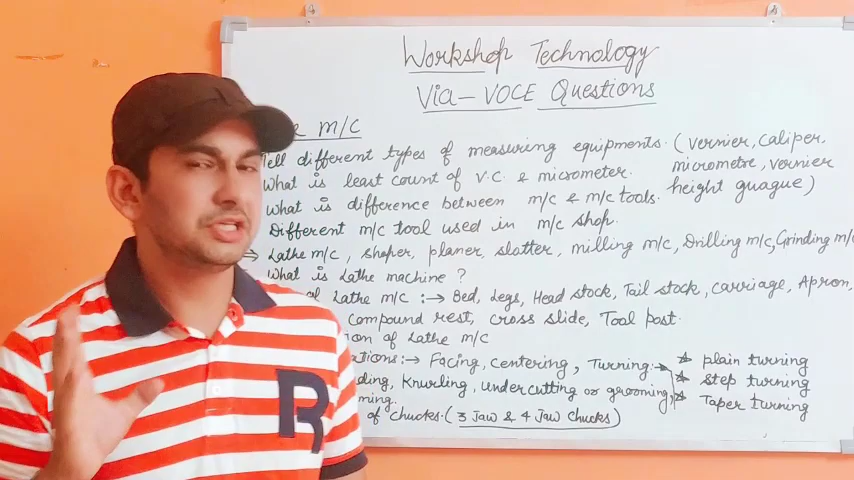 Workshop Technology
Via-VOCE Questions
M/C
Tell different types of measuring equipments. (vernier, caliper,
micrometre, vernier
height guague)
What is least count of V.C. & micrometer.
What is difference between m/c & m/c tools.
Different m/c tool used in m/c shop.
⇒ Lathe m/c, shaper, planer, slotter, milling m/c, Drilling m/c, Grinding m/c
What is Lathe machine ?
of Lathe m/c :→ Bed, Legs, Head stock, Tail stock, carriage, Apron,
Compound rest, cross slide, Tool post.
of Lathe m/c
:→ Facing, centering, Turning:→ ☆ plain turning
☆ step turning
☆ Taper turning
Knurling, undercutting or grooming,
of chucks. (3 Jaw & 4 Jaw chucks)
R